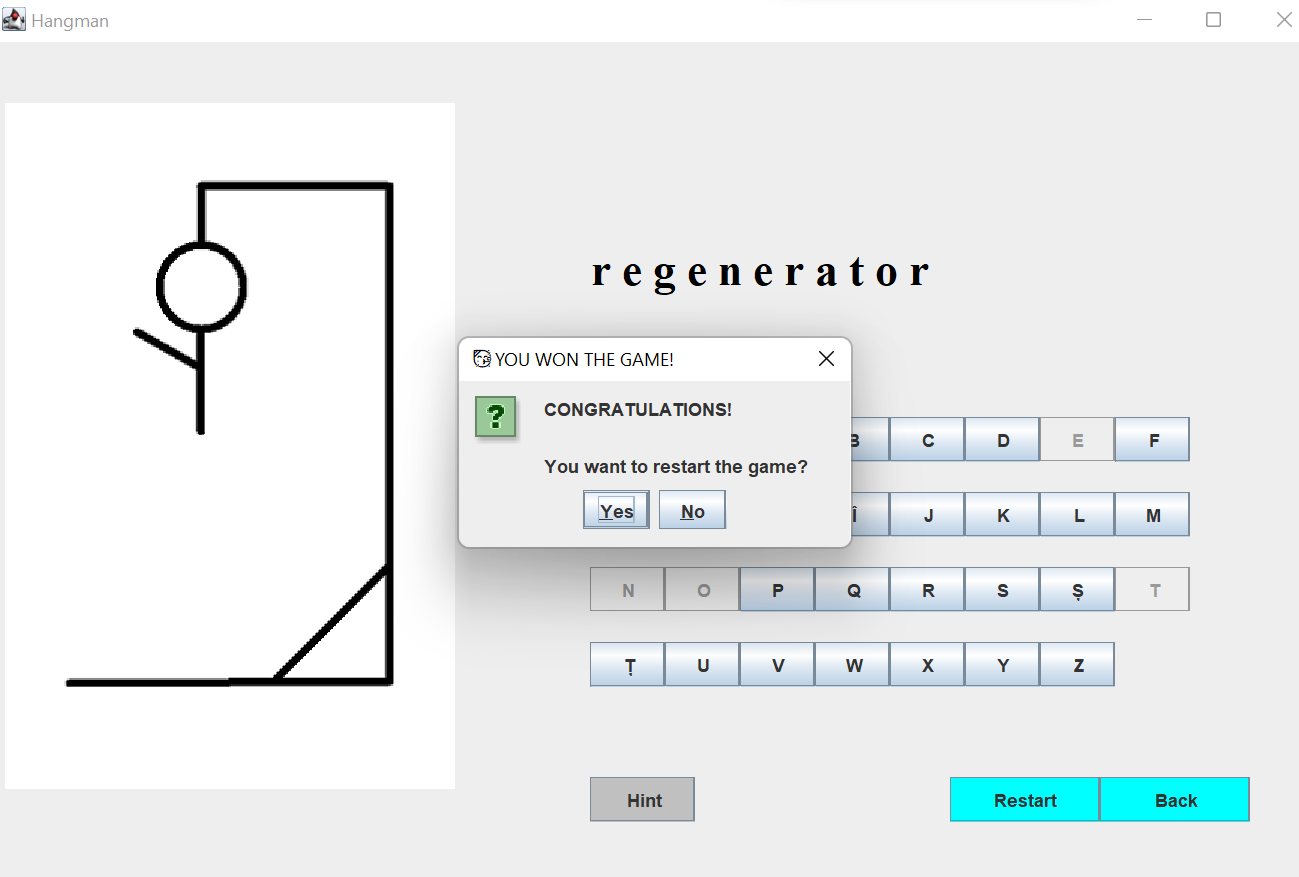 Hangman
r e g e n e r a t o r
YOU WON THE GAME!
?
CONGRATULATIONS!
You want to restart the game?
Yes No
B C D E F
Î J K L M
N O P Q R S Ș T
Ț U V W X Y Z
Hint Restart Back